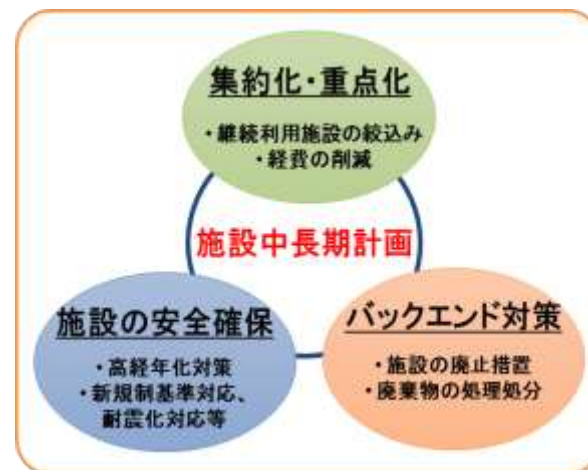 集約化・重点化
・継続利用施設の絞込み
・経費の削減
施設中長期計画
施設の安全確保
・高経年化対策
・新規制基準対応、
耐震化対応等
バックエンド対策
・施設の廃止措置
・廃棄物の処理処分